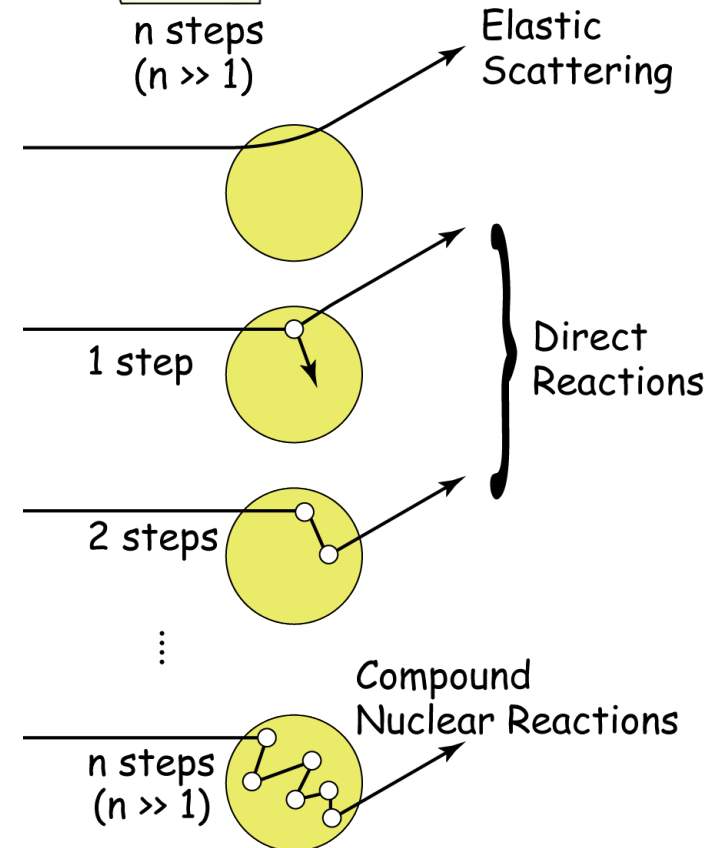 n steps
(n >> 1)
Elastic
Scattering
1 step
Direct
Reactions
2 steps
Compound
Nuclear Reactions
n steps
(n >> 1)